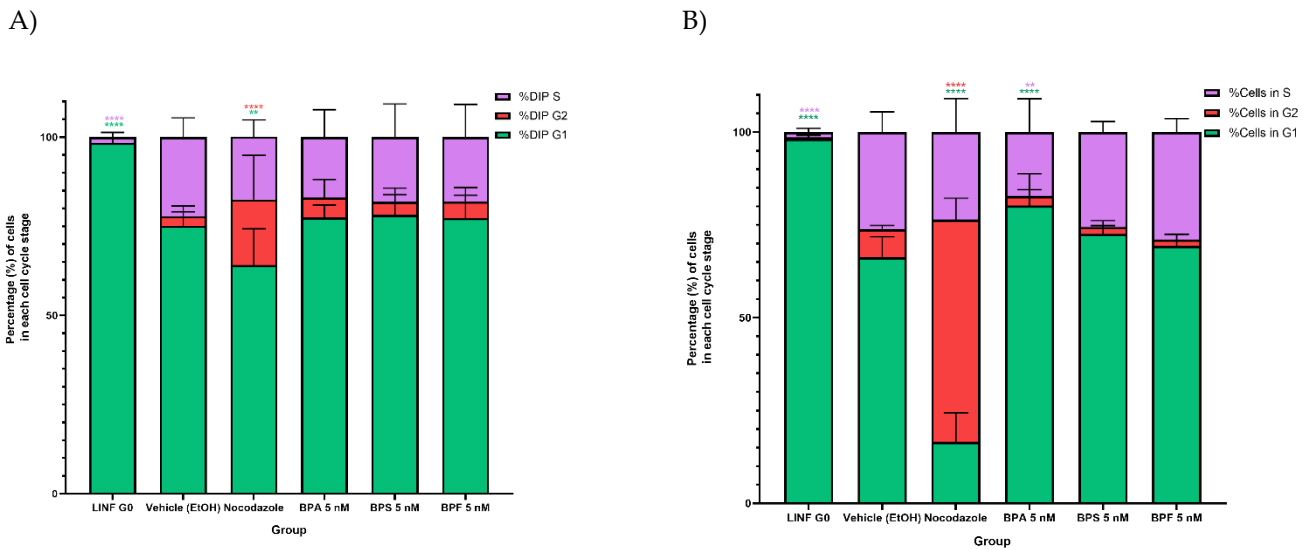 A)
%DIP S
%DIP G2
%DIP G1
****
****
****
**
100
50
0
Percentage (%) of cells
in each cell cycle stage
LINF G0 Vehicle (EtOH) Nocodazole BPA 5 nM BPS 5 nM BPF 5 nM
Group
B)
%Cells in S
%Cells in G2
%Cells in G1
****
****
****
****
**
****
100
50
0
Percentage (%) of cells
in each cell cycle stage
LINF G0 Vehicle (EtOH) Nocodazole BPA 5 nM BPS 5 nM BPF 5 nM
Group